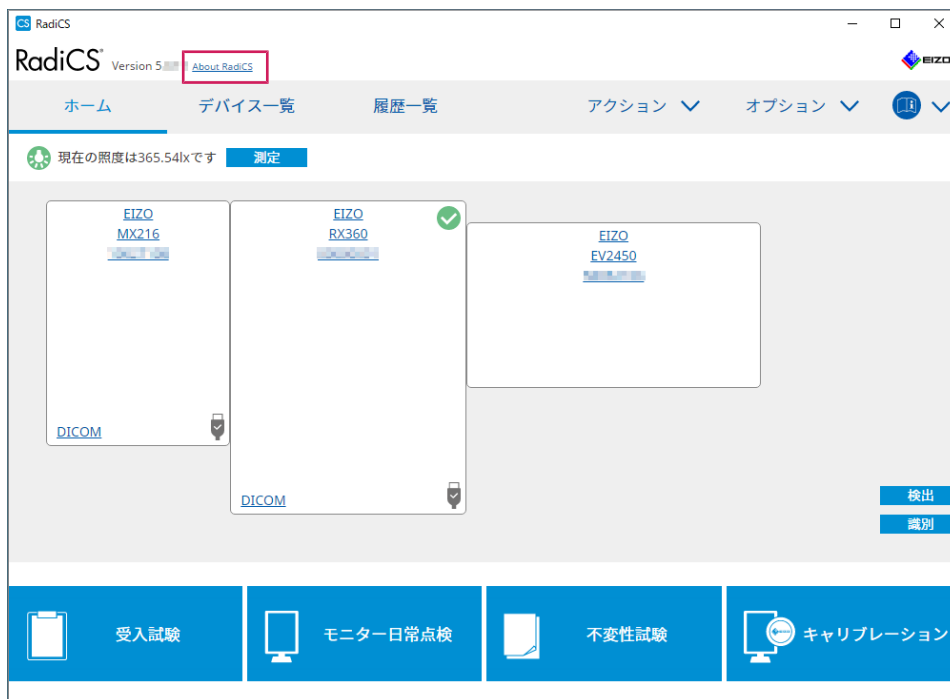 CS RadiCS
RadiCS® Version 5. About RadiCS
EIZO
ホーム デバイス一覧 履歴一覧 アクション オプション
現在の照度は365.54lxです 測定
EIZO
MX216
DICOM
EIZO
RX360
DICOM
EIZO
EV2450
検出
識別
受入試験 モニター日常点検 不変性試験 キャリブレーション